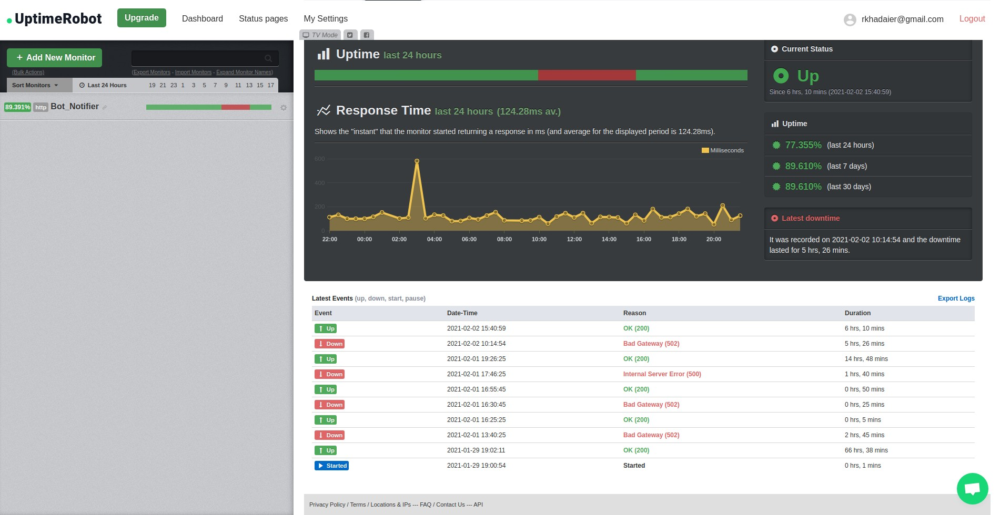 UptimeRobot
Upgrade
Dashboard
Status pages
My Settings
rkhadaier@gmail.com
Logout
TV Mode
+ Add New Monitor
(Bulk Actions)
(Export Monitors - Import Monitors - Expand Monitor Names)
Sort Monitors
Last 24 Hours
19 21 23 1 3 5 7 9 11 13 15 17
89.391% http Bot_Notifier
Uptime last 24 hours
Response Time last 24 hours (124.28ms av.)
Shows the "instant" that the monitor started returning a response in ms (and average for the displayed period is 124.28ms).
Milliseconds
600
400
200
0
22:00 00:00 02:00 04:00 06:00 08:00 10:00 12:00 14:00 16:00 18:00 20:00
Current Status
Up
Since 6 hrs, 10 mins (2021-02-02 15:40:59)
Uptime
77.355% (last 24 hours)
89.610% (last 7 days)
89.610% (last 30 days)
Latest downtime
It was recorded on 2021-02-02 10:14:54 and the downtime
lasted for 5 hrs, 26 mins.
Latest Events (up, down, start, pause)
Export Logs
Event Date-Time Reason Duration
Up 2021-02-02 15:40:59 OK (200) 6 hrs, 10 mins
Down 2021-02-02 10:14:54 Bad Gateway (502) 5 hrs, 26 mins
Up 2021-02-01 19:26:25 OK (200) 14 hrs, 48 mins
Down 2021-02-01 17:46:25 Internal Server Error (500) 1 hrs, 40 mins
Up 2021-02-01 16:55:45 OK (200) 0 hrs, 50 mins
Down 2021-02-01 16:30:45 Bad Gateway (502) 0 hrs, 25 mins
Up 2021-02-01 16:25:25 OK (200) 0 hrs, 5 mins
Down 2021-02-01 13:40:25 Bad Gateway (502) 2 hrs, 45 mins
Up 2021-01-29 19:02:11 OK (200) 66 hrs, 38 mins
Started 2021-01-29 19:00:54 Started 0 hrs, 1 mins
Privacy Policy / Terms / Locations & IPs --- FAQ / Contact Us --- API